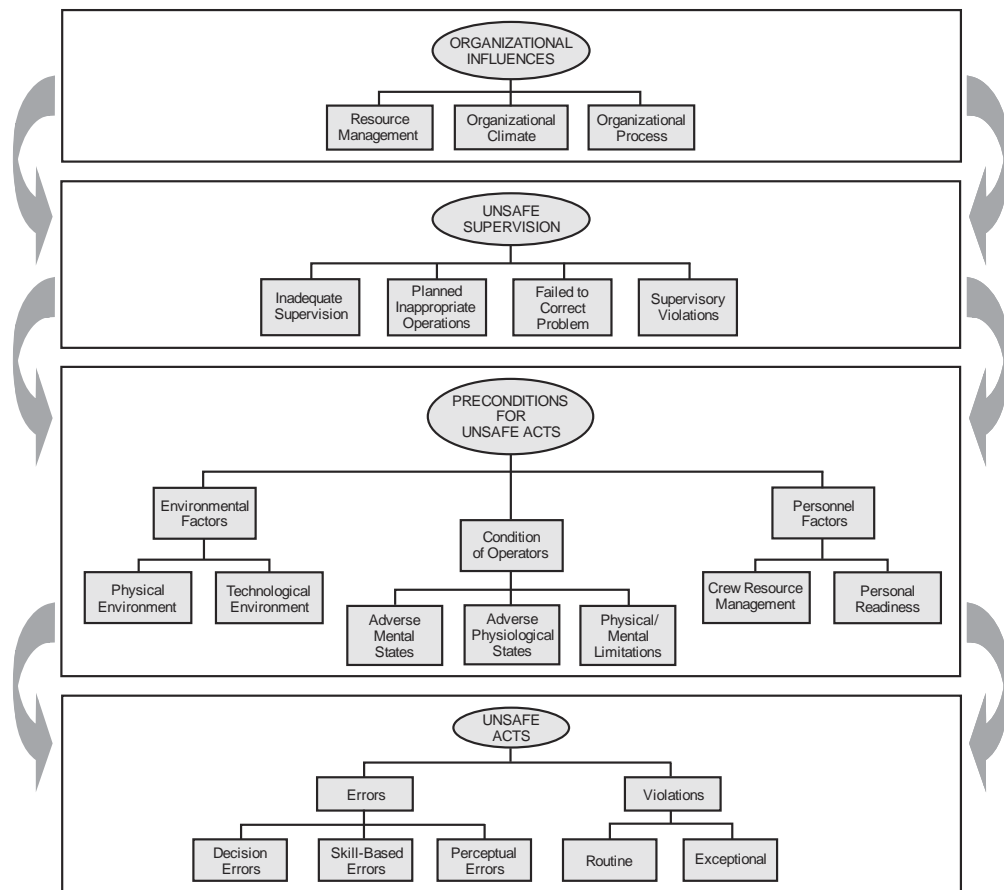 ORGANIZATIONAL
INFLUENCES
Resource
Management
Organizational
Climate
Organizational
Process
UNSAFE
SUPERVISION
Inadequate
Supervision
Planned
Inappropriate
Operations
Failed to
Correct
Problem
Supervisory
Violations
PRECONDITIONS
FOR
UNSAFE ACTS
Environmental
Factors
Condition
of Operators
Personnel
Factors
Physical
Environment
Technological
Environment
Adverse
Mental
States
Adverse
Physiological
States
Physical/
Mental
Limitations
Crew Resource
Management
Personal
Readiness
UNSAFE
ACTS
Errors
Violations
Decision
Errors
Skill-Based
Errors
Perceptual
Errors
Routine
Exceptional